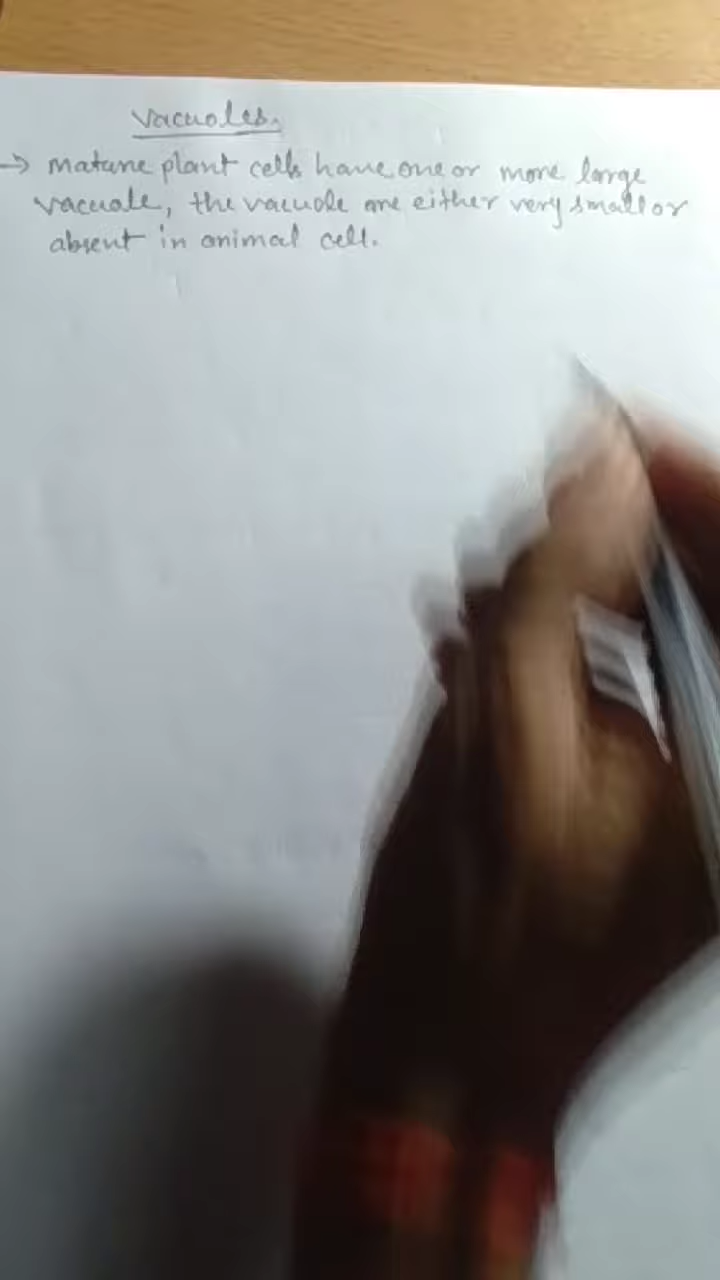 Vacuoles.
→ mature plant cells have one or more large
vacuole, the vacuole are either very small or
absent in animal cell.